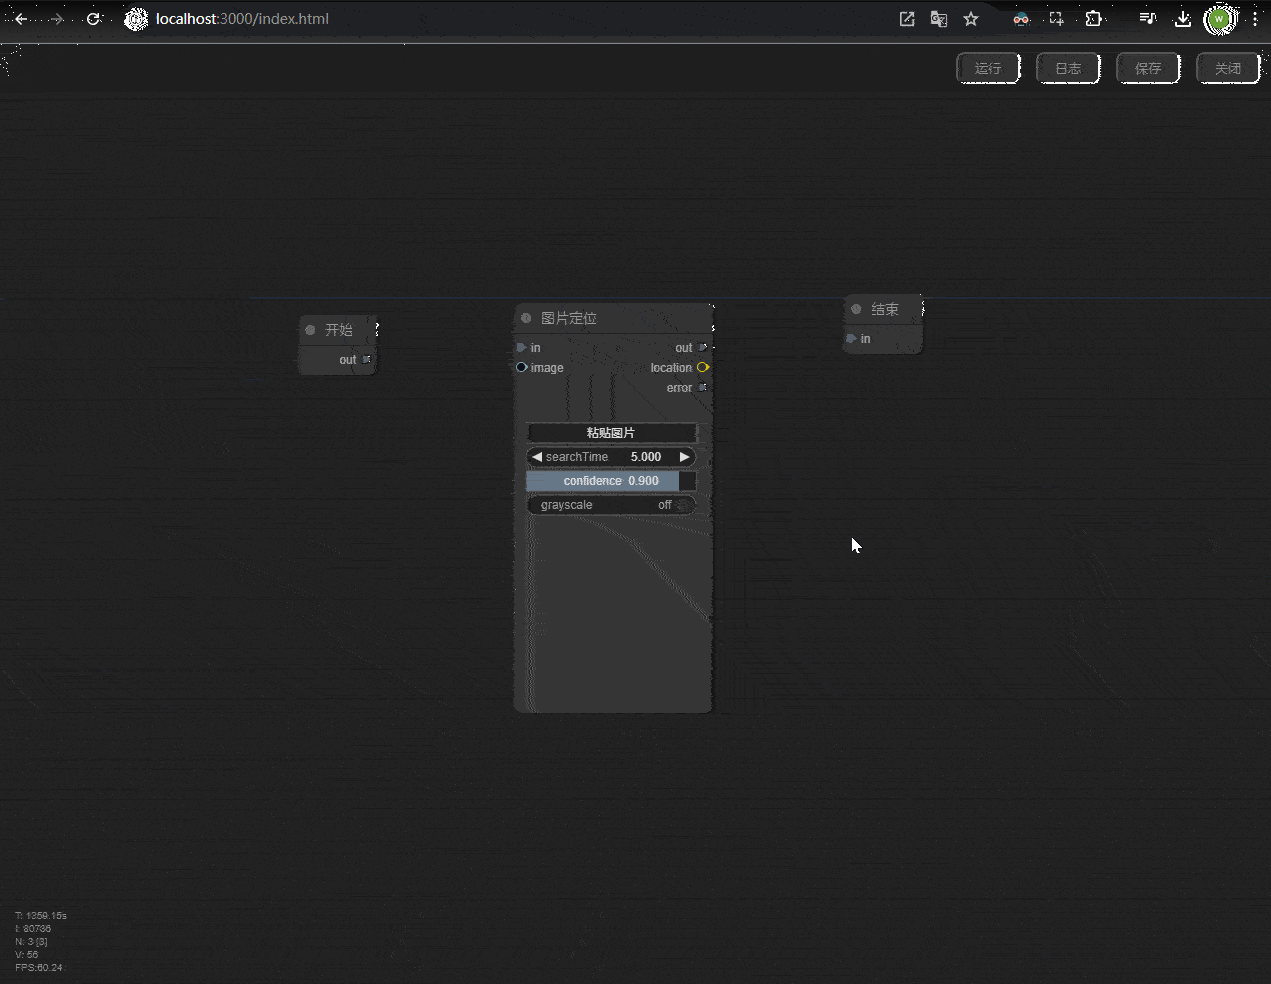 localhost:3000/index.html
运行 日志 保存 关闭
开始
out
图片定位
in out
image location
error
粘贴图片
searchTime 5.000
confidence 0.900
grayscale off
结束
in
T: 1359.15s
I: 80786
N: 3 [3]
V: 56
FPS:60.24